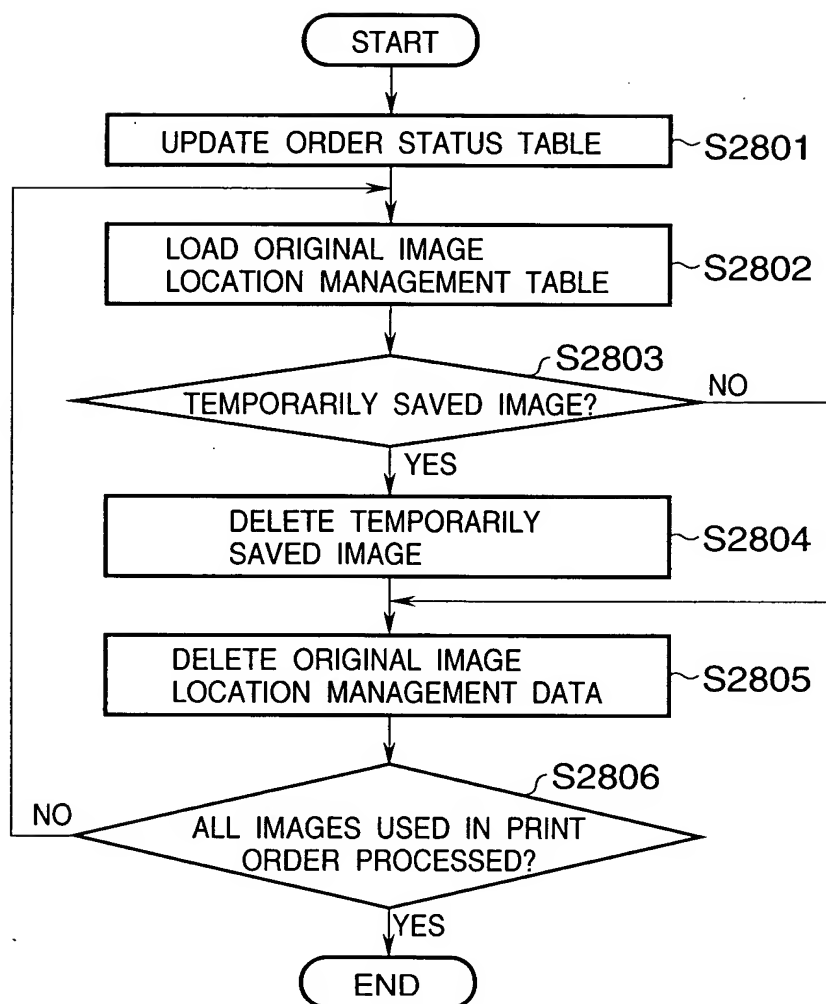 START
UPDATE ORDER STATUS TABLE
S2801
LOAD ORIGINAL IMAGE
LOCATION MANAGEMENT TABLE
S2802
S2803
TEMPORARILY SAVED IMAGE?
NO
YES
DELETE TEMPORARILY
SAVED IMAGE
S2804
DELETE ORIGINAL IMAGE
LOCATION MANAGEMENT DATA
S2805
S2806
NO
ALL IMAGES USED IN PRINT
ORDER PROCESSED?
YES
END